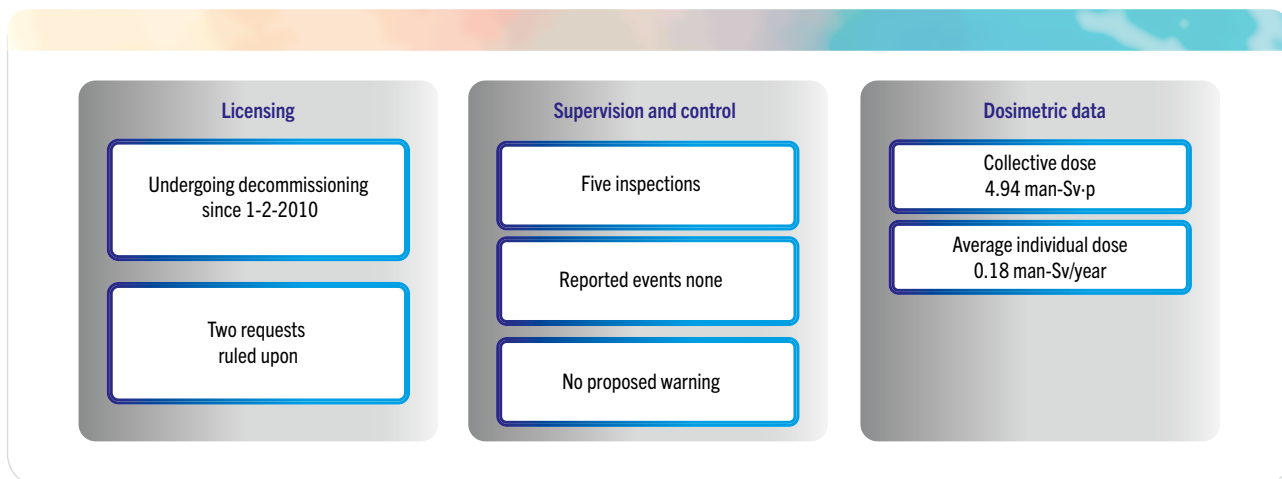 Licensing
Undergoing decommissioning
since 1-2-2010
Two requests
ruled upon
Supervision and control
Five inspections
Reported events none
No proposed warning
Dosimetric data
Collective dose
4.94 man-Sv·p
Average individual dose
0.18 man-Sv/year